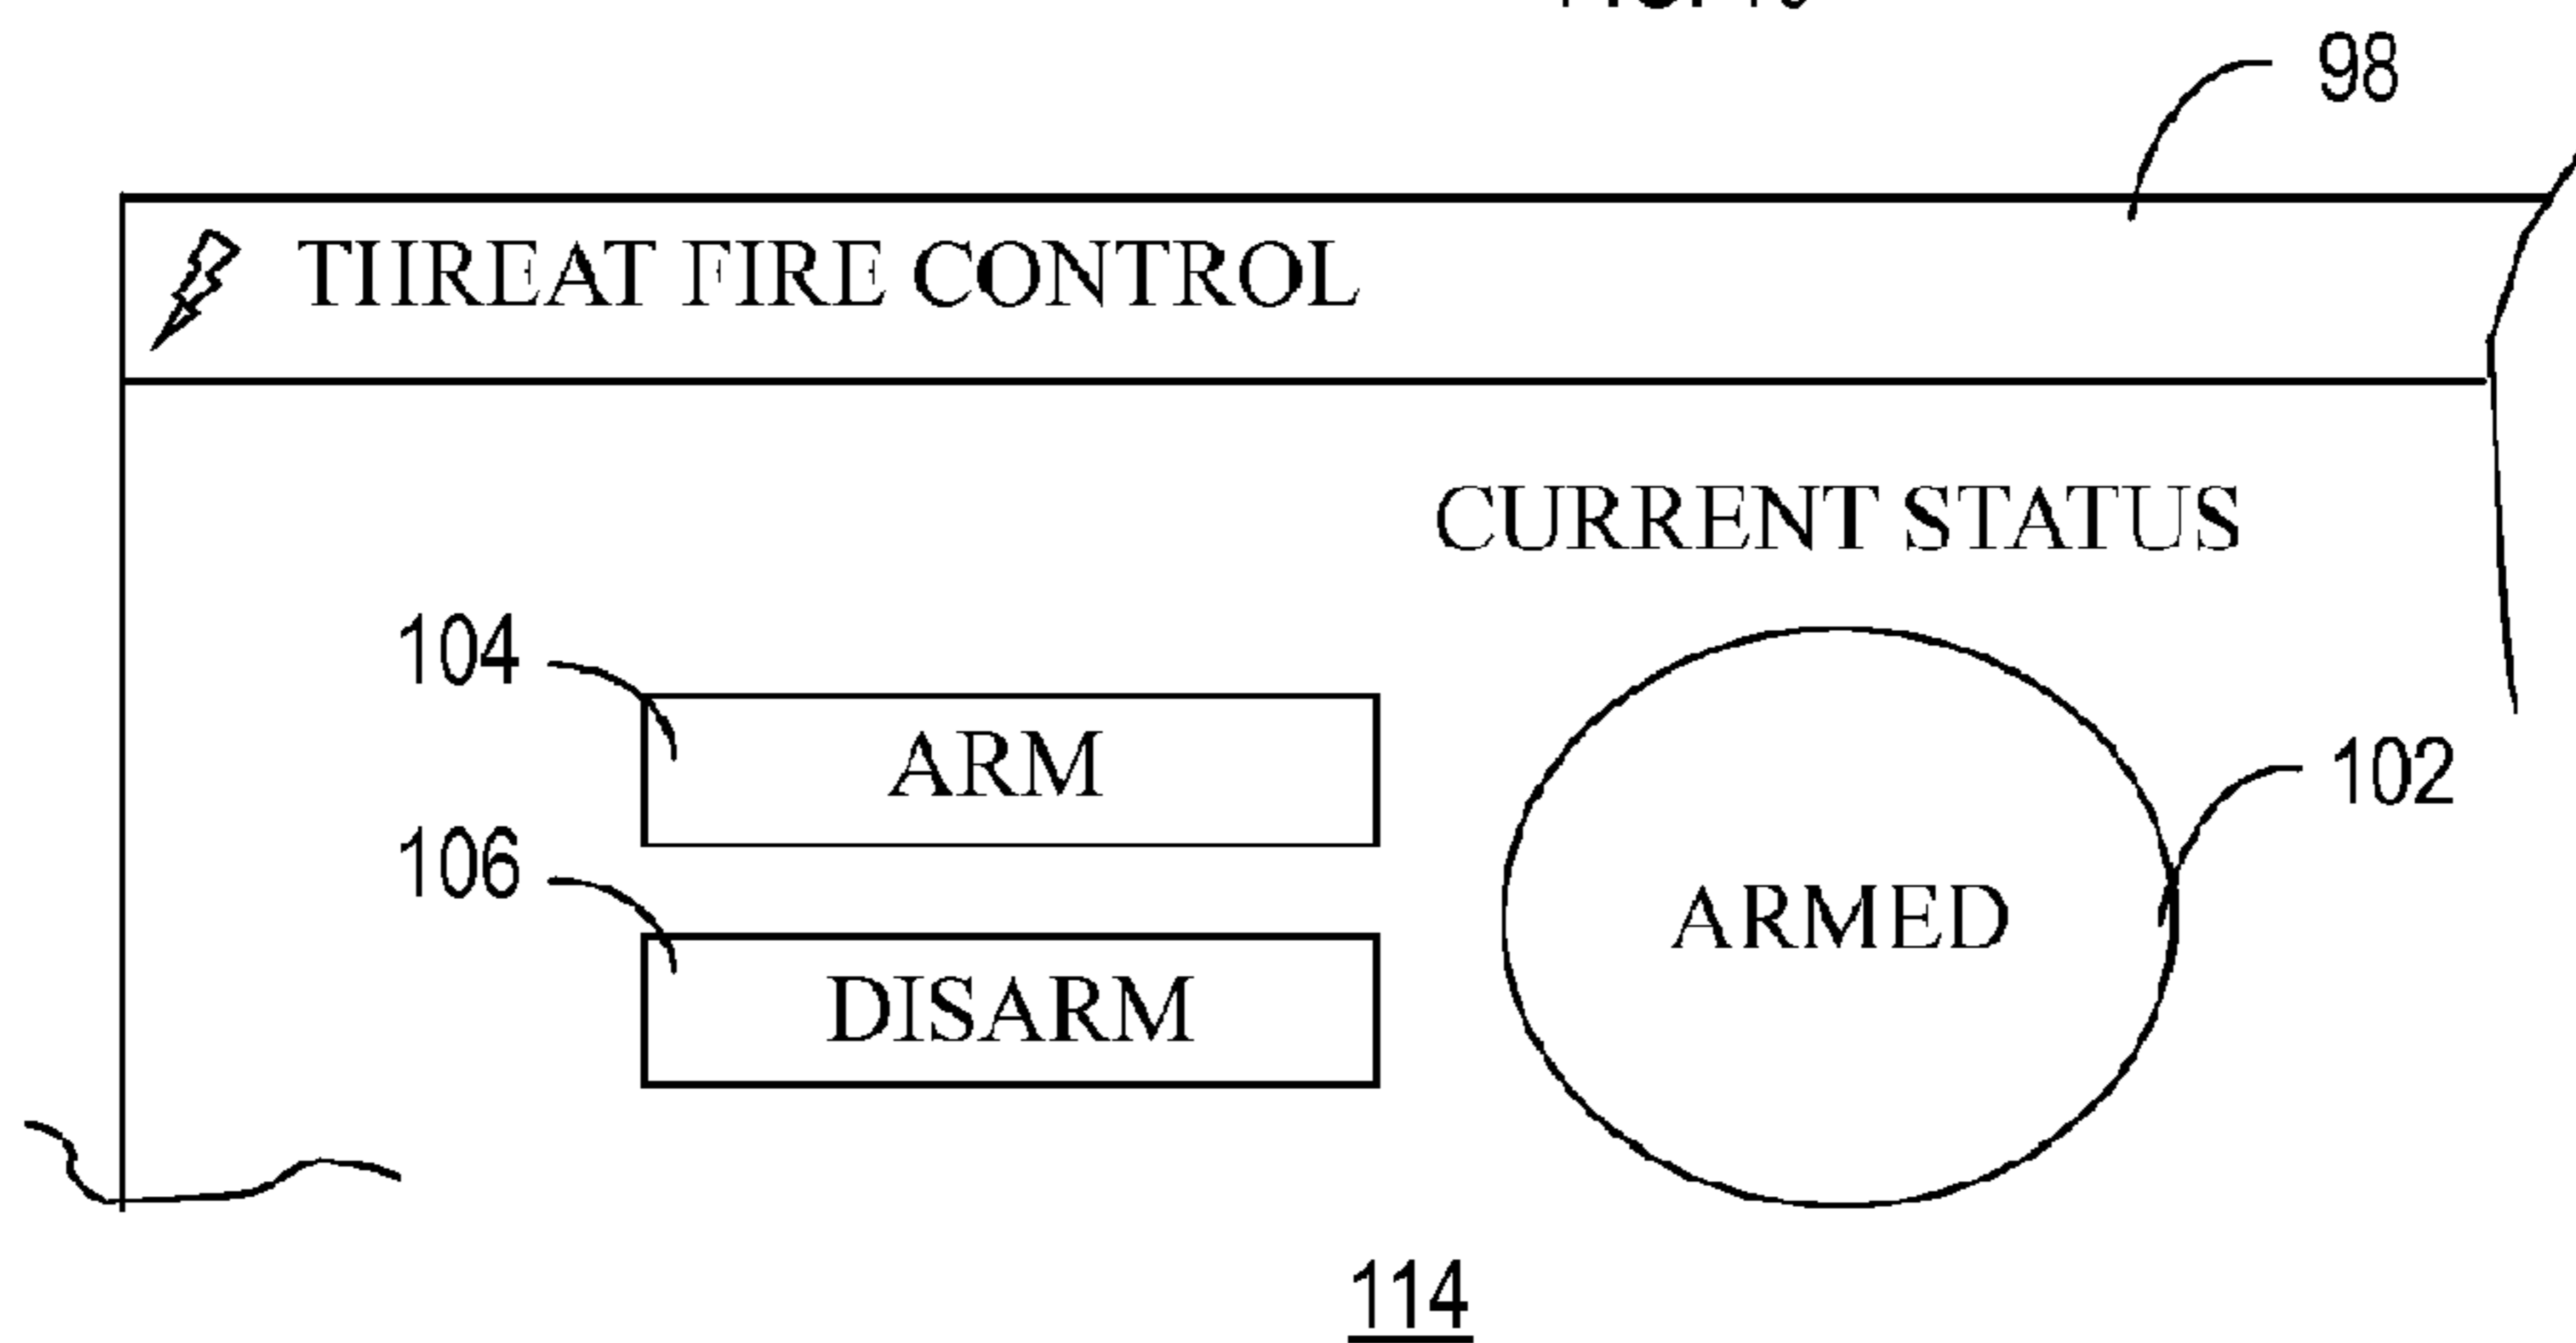 98
THREAT FIRE CONTROL
CURRENT STATUS
104
ARM
102
106
ARMED
DISARM
114